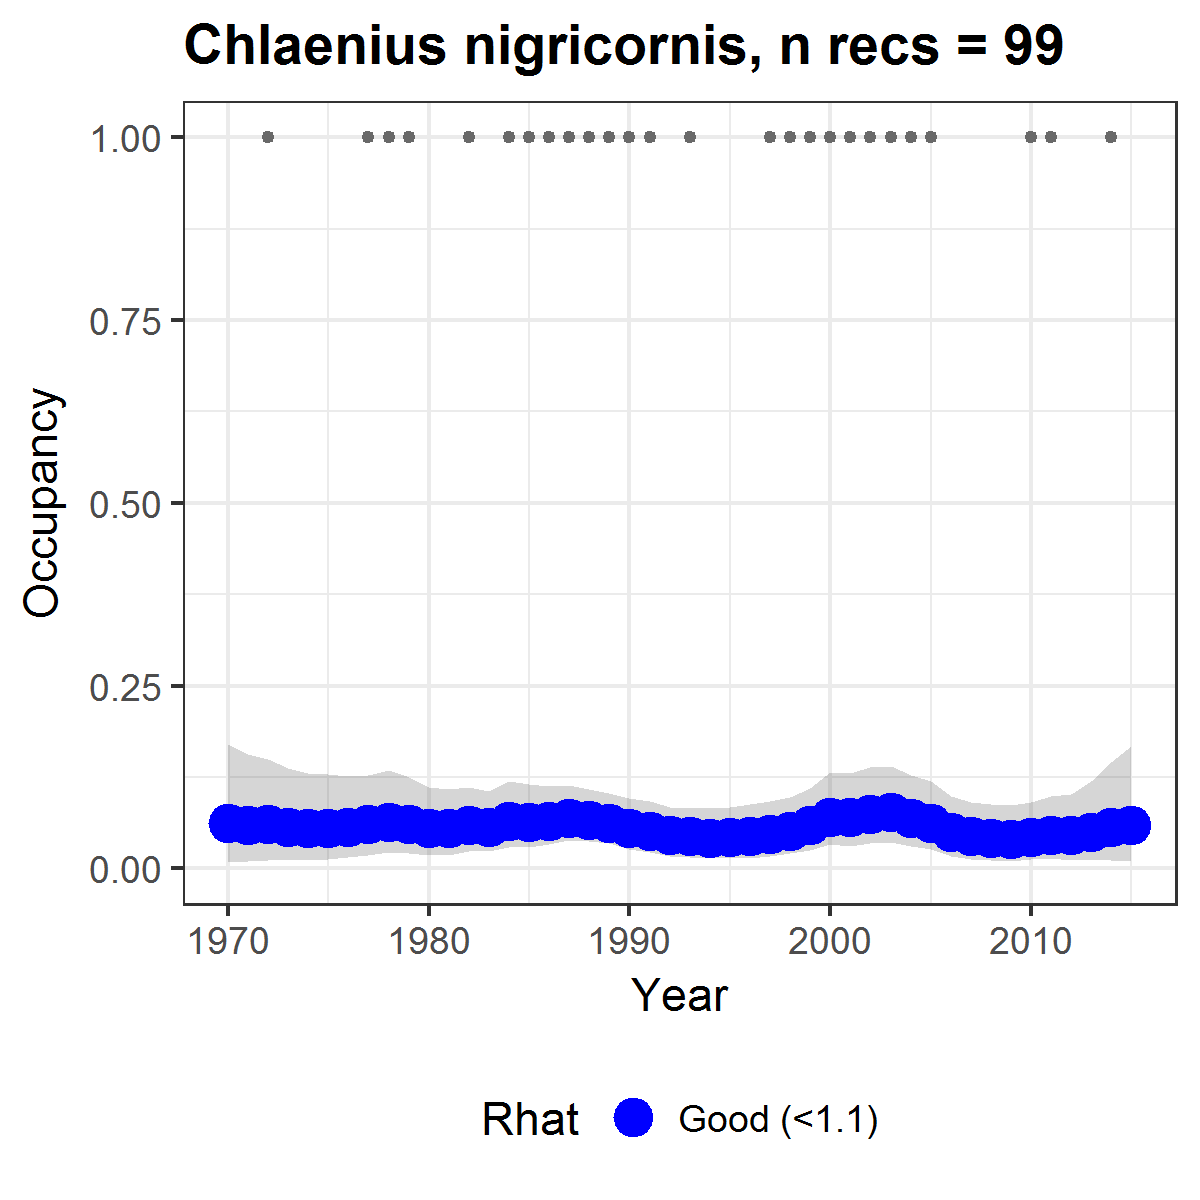 Chlaenius nigricornis, n recs = 99
1.00
0.75
0.50
0.25
0.00
Occupancy
1970 1980 1990 2000 2010
Year
Rhat Good (<1.1)